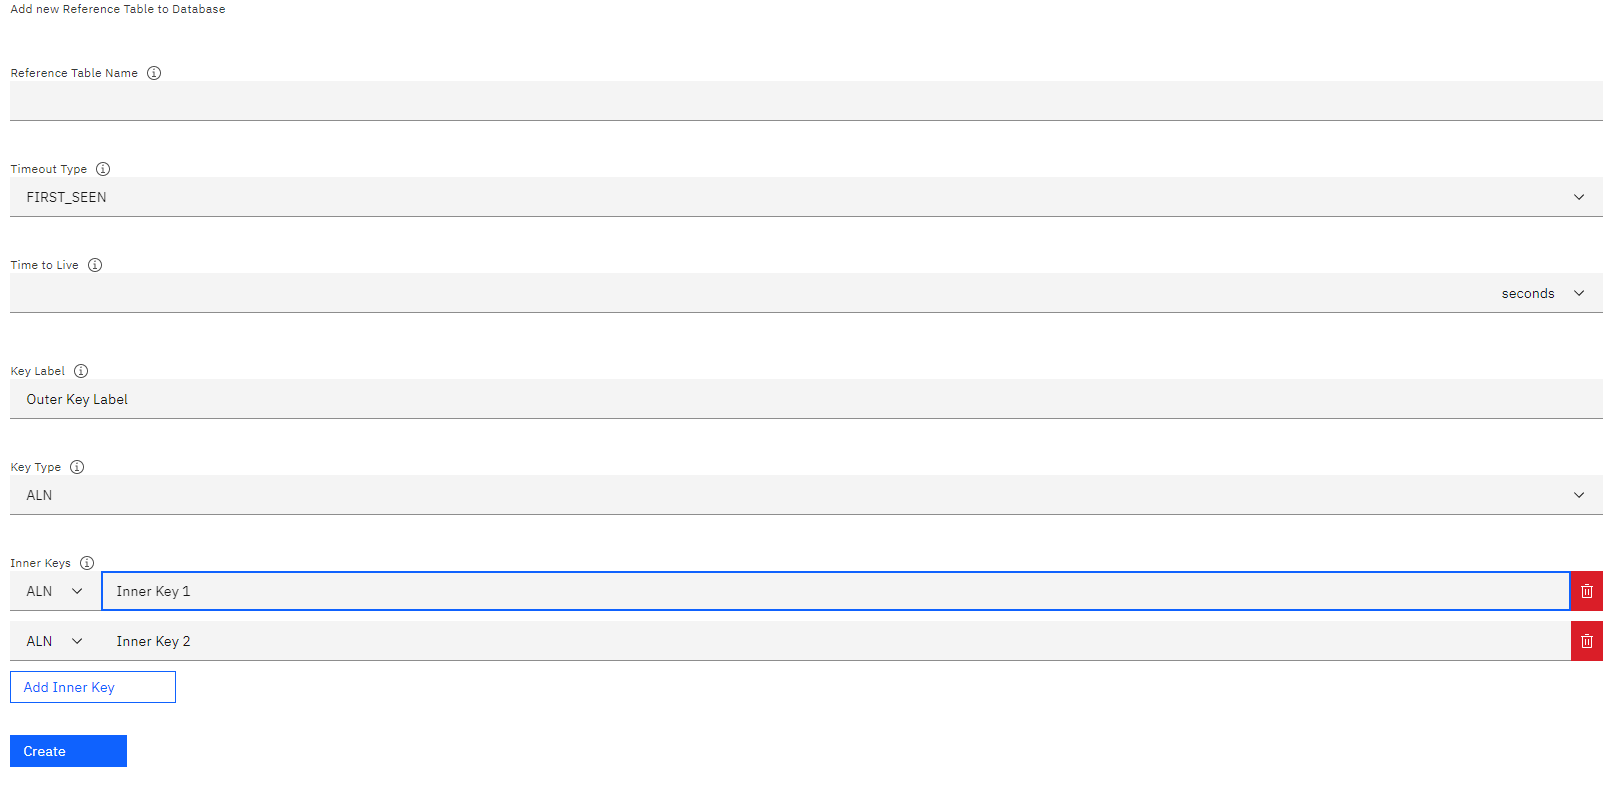 Add new Reference Table to Database
Reference Table Name
Timeout Type
FIRST_SEEN
Time to Live
seconds
Key Label
Outer Key Label
Key Type
ALN
Inner Keys
ALN Inner Key 1
ALN Inner Key 2
Add Inner Key
Create